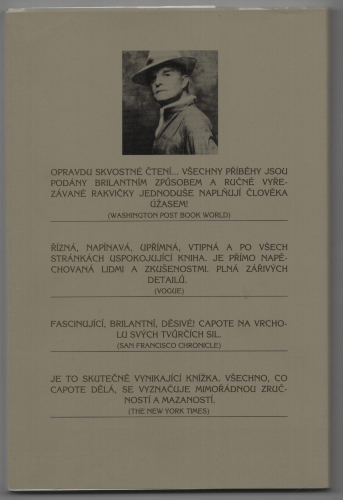 OPRAVDU SKVOSTNÉ ČTENÍ... VŠECHNY PŘÍBĚHY JSOU
PODÁNY BRILANTNÍM ZPŮSOBEM A RUČNĚ VYŘE-
ZÁVANÉ RAKVIČKY JEDNODUŠE NAPLŇUJÍ ČLOVĚKA
ÚŽASEM!
(WASHINGTON POST BOOK WORLD)
ŘÍZNÁ, NAPÍNAVÁ, UPŘÍMNÁ, VTIPNÁ A PO VŠECH
STRÁNKÁCH USPOKOJUJÍCÍ KNIHA. JE PŘÍMO NAPĚ-
CHOVANÁ LIDMI A ZKUŠENOSTMI. PLNÁ ZÁŘIVÝCH
DETAILŮ.
(VOGUE)
FASCINUJÍCÍ, BRILANTNÍ, DĚSIVÉ! CAPOTE NA VRCHO-
LU SVÝCH TVŮRČÍCH SIL.
(SAN FRANCISCO CHRONICLE)
JE TO SKUTEČNĚ VYNIKAJÍCÍ KNÍŽKA. VŠECHNO, CO
CAPOTE DĚLÁ, SE VYZNAČUJE MIMOŘÁDNOU ZRUČ-
NOSTÍ A MAZANOSTÍ.
(THE NEW YORK TIMES)